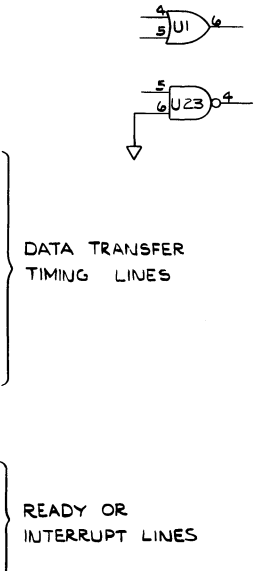 4
U1
6
5
5
U23
4
6
DATA TRANSFER
TIMING LINES
READY OR
INTERRUPT LINES